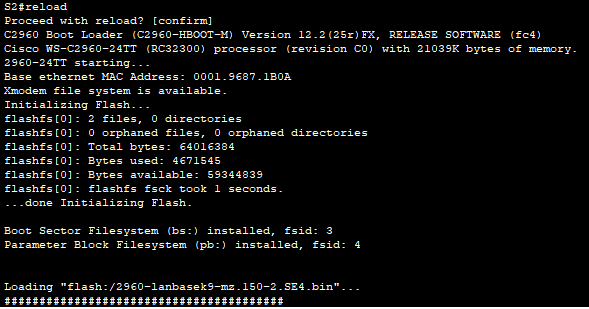 S2#reload
Proceed with reload? [confirm]
C2960 Boot Loader (C2960-HBOOT-M) Version 12.2(25r)FX, RELEASE SOFTWARE (fc4)
Cisco WS-C2960-24TT (RC32300) processor (revision C0) with 21039K bytes of memory.
2960-24TT starting...
Base ethernet MAC Address: 0001.9687.1B0A
Xmodem file system is available.
Initializing Flash...
flashfs[0]: 2 files, 0 directories
flashfs[0]: 0 orphaned files, 0 orphaned directories
flashfs[0]: Total bytes: 64016384
flashfs[0]: Bytes used: 4671545
flashfs[0]: Bytes available: 59344839
flashfs[0]: flashfs fsck took 1 seconds.
...done Initializing Flash.
Boot Sector Filesystem (bs:) installed, fsid: 3
Parameter Block Filesystem (pb:) installed, fsid: 4
Loading "flash:/2960-lanbasek9-mz.150-2.SE4.bin"...
########################################